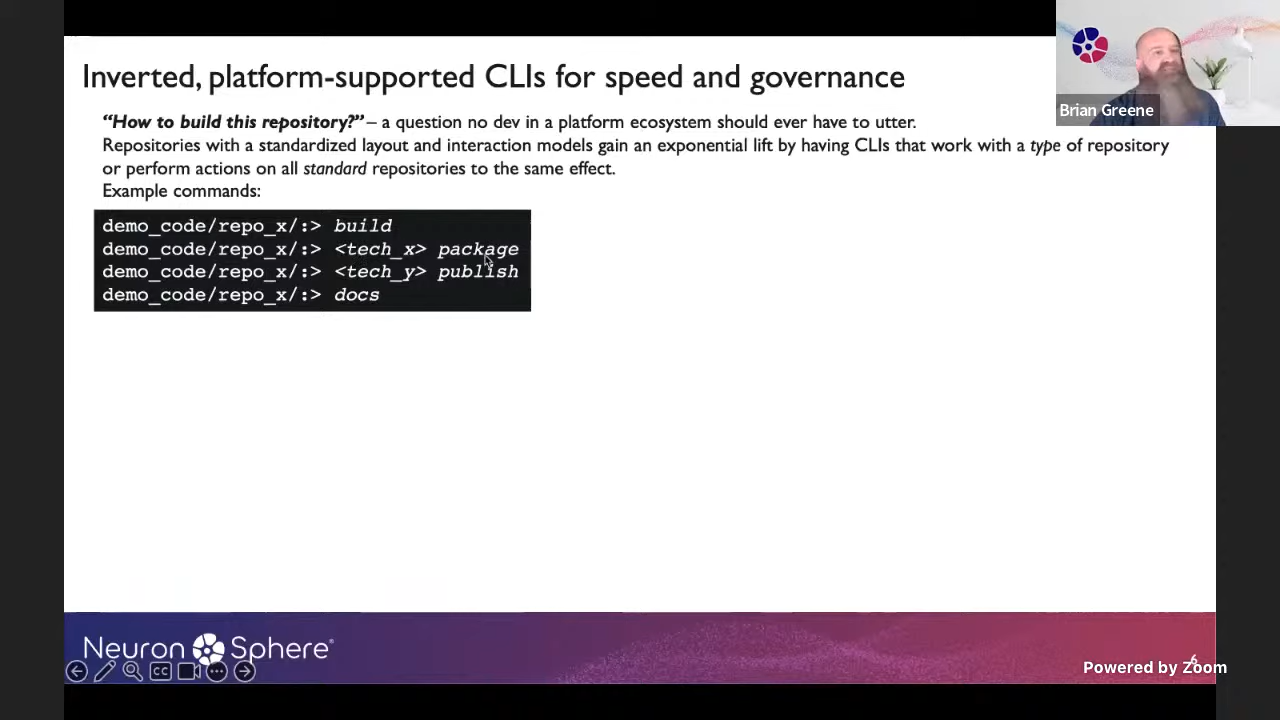 Inverted, platform-supported CLIs for speed and governance
Brian Greene
“How to build this repository?” – a question no dev in a platform ecosystem should ever have to utter.
Repositories with a standardized layout and interaction models gain an exponential lift by having CLIs that work with a type of repository
or perform actions on all standard repositories to the same effect.
Example commands:
demo_code/repo_x/:> build
demo_code/repo_x/:> <tech_x> package
demo_code/repo_x/:> <tech_y> publish
demo_code/repo_x/:> docs
Neuron Sphere®
CC
6
Powered by Zoom